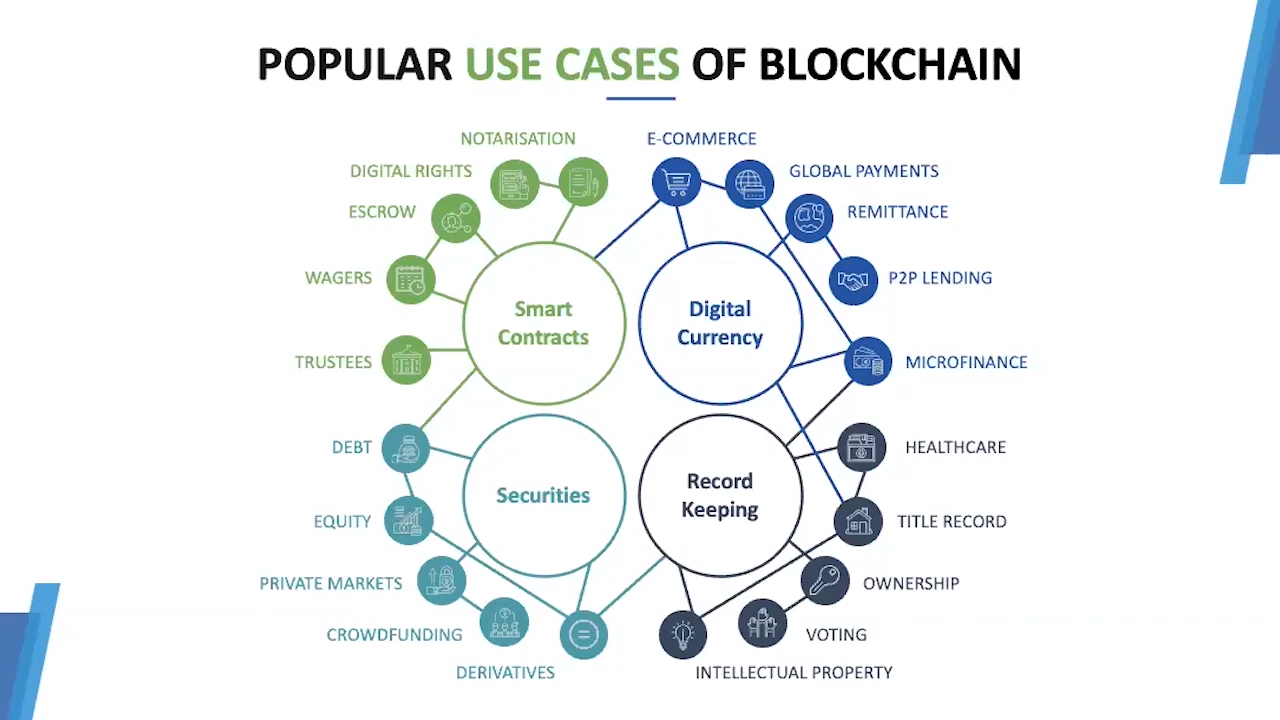 POPULAR USE CASES OF BLOCKCHAIN
NOTARISATION
DIGITAL RIGHTS
ESCROW
WAGERS
TRUSTEES
Smart
Contracts
E-COMMERCE
GLOBAL PAYMENTS
REMITTANCE
P2P LENDING
MICROFINANCE
Digital
Currency
DEBT
EQUITY
PRIVATE MARKETS
CROWDFUNDING
DERIVATIVES
Securities
Record
Keeping
HEALTHCARE
TITLE RECORD
OWNERSHIP
VOTING
INTELLECTUAL PROPERTY